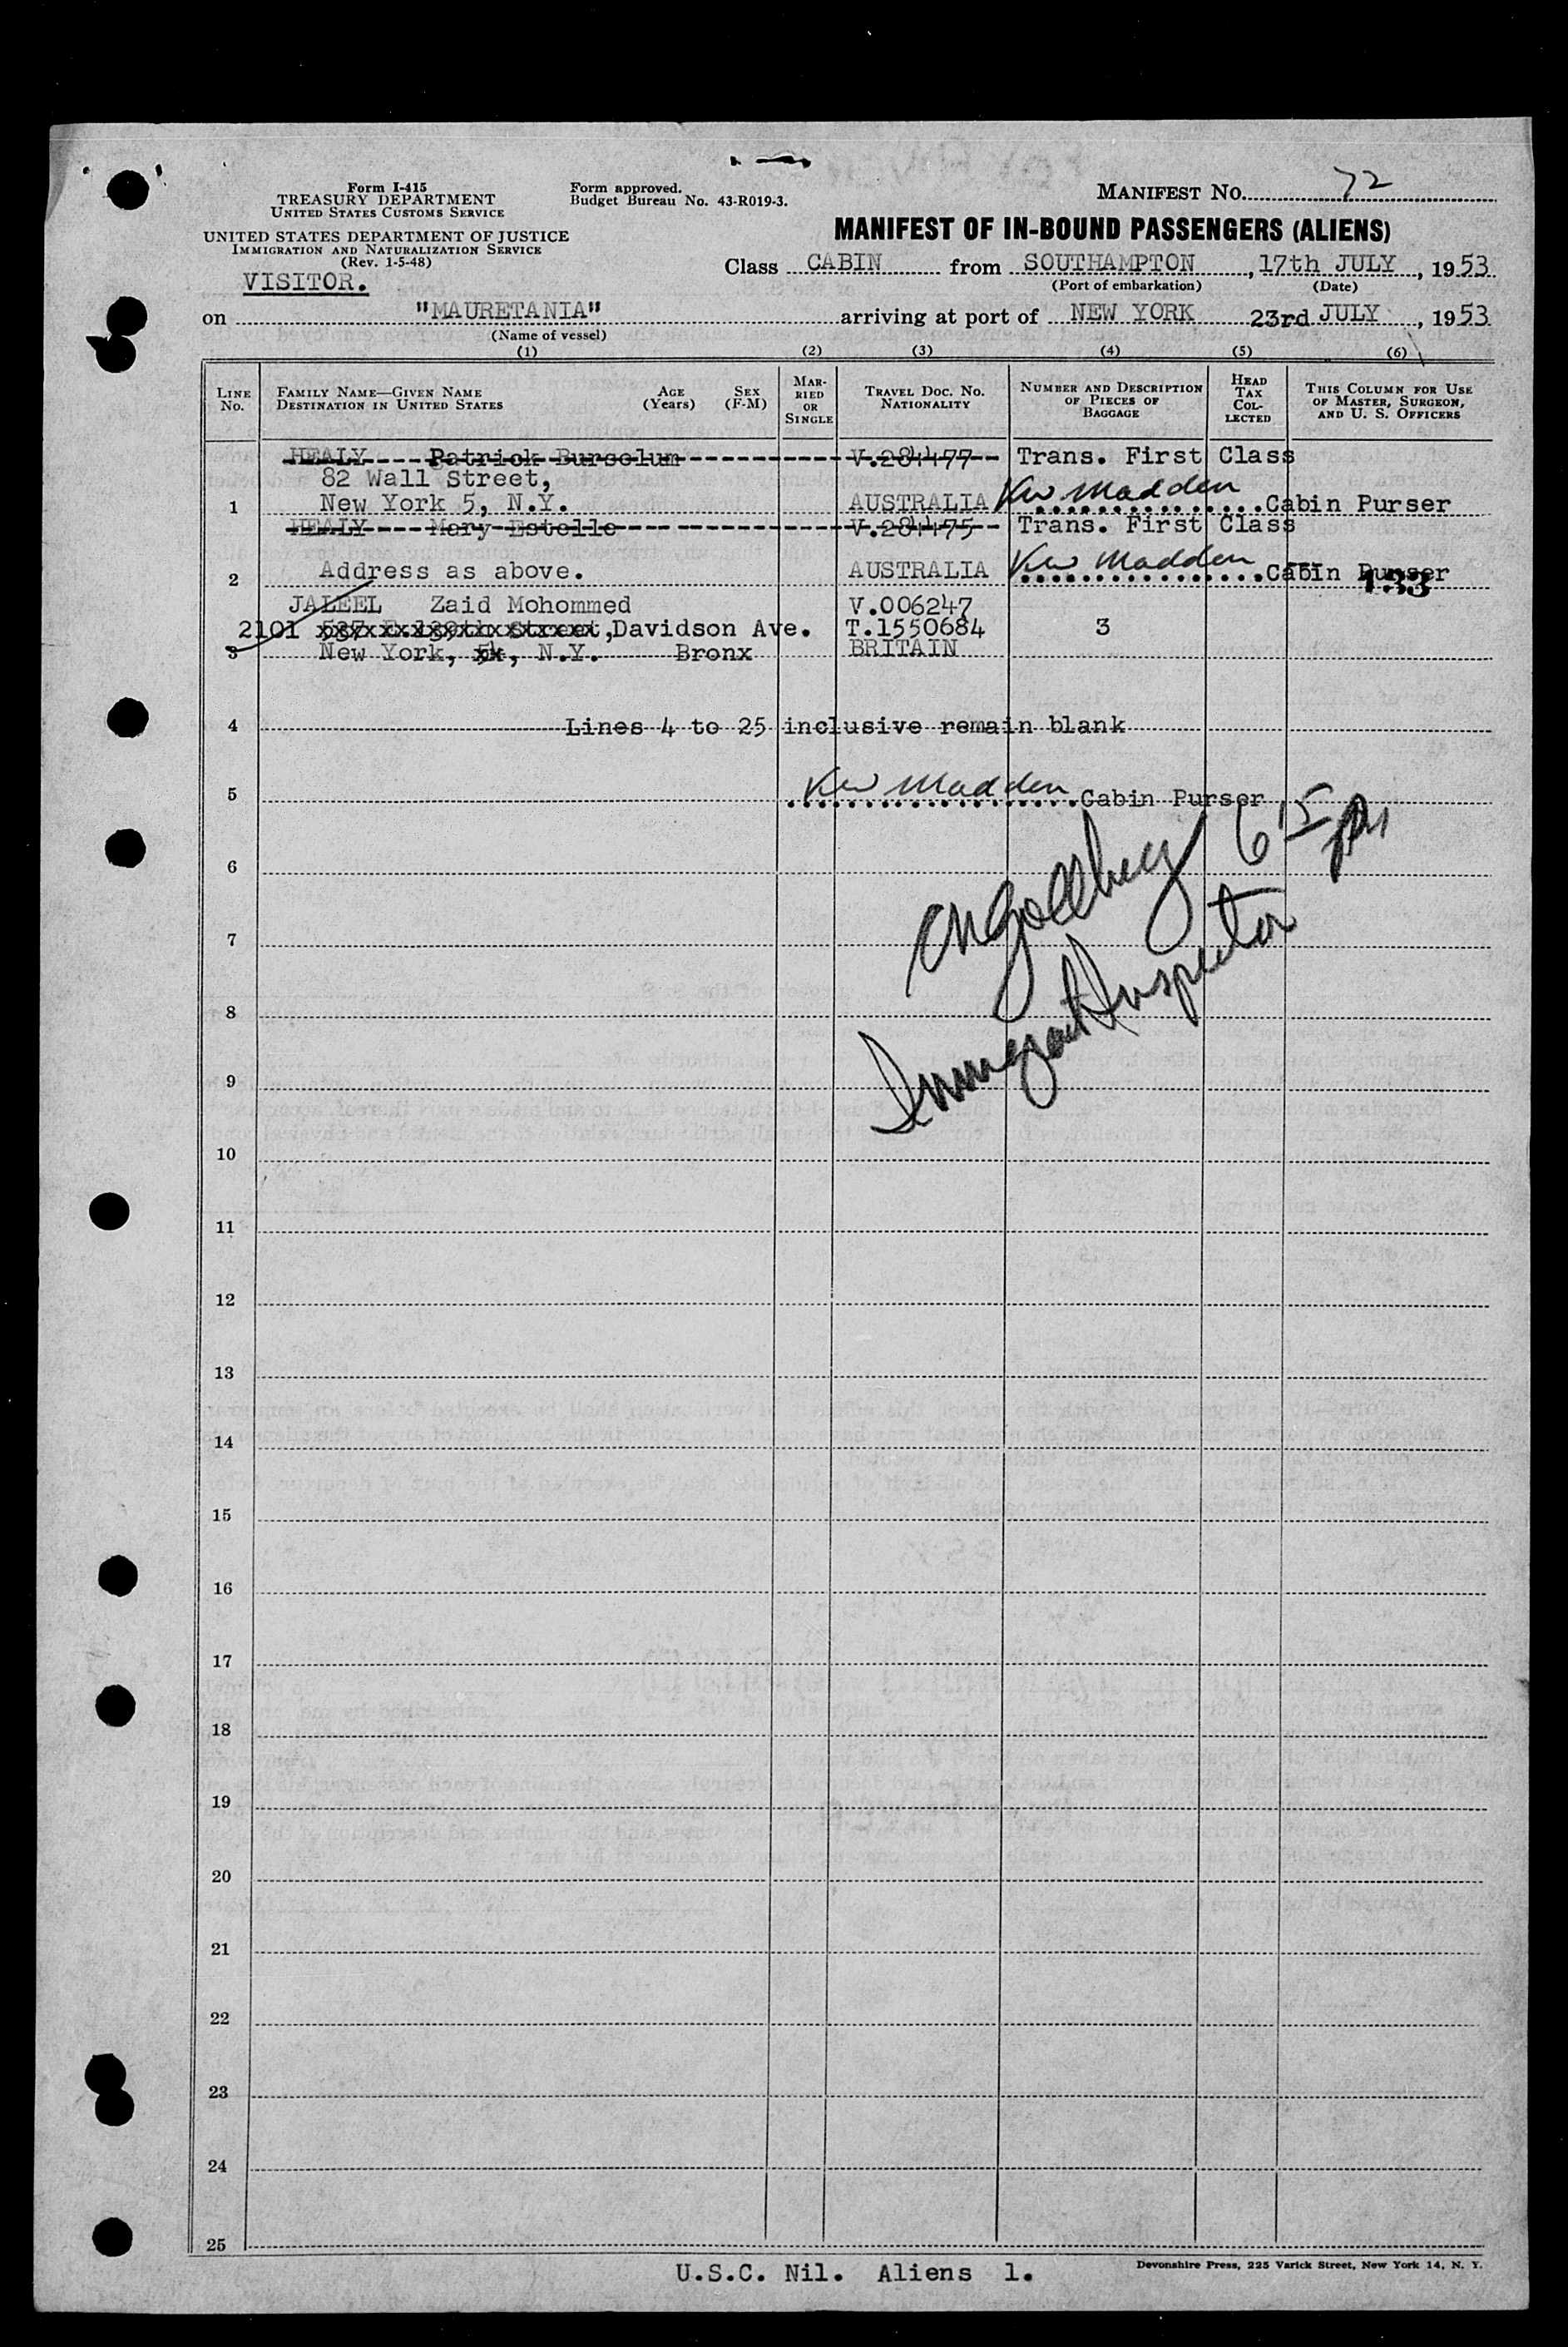 Form I-415
TREASURY DEPARTMENT
UNITED STATES CUSTOMS SERVICE
Form approved.
Budget Bureau No. 43-R019-3.
MANIFEST NO. 72
UNITED STATES DEPARTMENT OF JUSTICE
IMMIGRATION AND NATURALIZATION SERVICE
(Rev. 1-5-48)
MANIFEST OF IN-BOUND PASSENGERS (ALIENS)
VISITOR.
Class CABIN from SOUTHAMPTON, 17th JULY, 1953
(Port of embarkation) (Date)
on "MAURETANIA" arriving at port of NEW YORK 23rd JULY, 1953
(Name of vessel)
(1) (2) (3) (4) (5) (6)
LINE NO.
FAMILY NAME—GIVEN NAME
DESTINATION IN UNITED STATES
AGE (Years)
SEX (F-M)
MARRIED OR SINGLE
TRAVEL DOC. NO. NATIONALITY
NUMBER AND DESCRIPTION OF PIECES OF BAGGAGE
HEAD TAX COLLECTED
THIS COLUMN FOR USE OF MASTER, SURGEON, AND U. S. OFFICERS
HEALY Patrick Bursolum V.284477 Trans. First Class
82 Wall Street,
1 New York 5, N.Y. AUSTRALIA KW Madden Cabin Purser
HEALY Mary Estelle V.284475 Trans. First Class
2 Address as above. AUSTRALIA KW Madden Cabin Purser
133
JALEEL Zaid Mohommed V.006247
2101 Davidson Ave. T.1550684 3
3 New York, N.Y. Bronx BRITAIN
4 Lines 4 to 25 inclusive remain blank
5 KW Madden Cabin Purser
6
615 pm
7
Immigrant Inspector
8
9
10
11
12
13
14
15
16
17
18
19
20
21
22
23
24
25
U.S.C. Nil. Aliens 1.
Devonshire Press, 225 Varick Street, New York 14, N. Y.